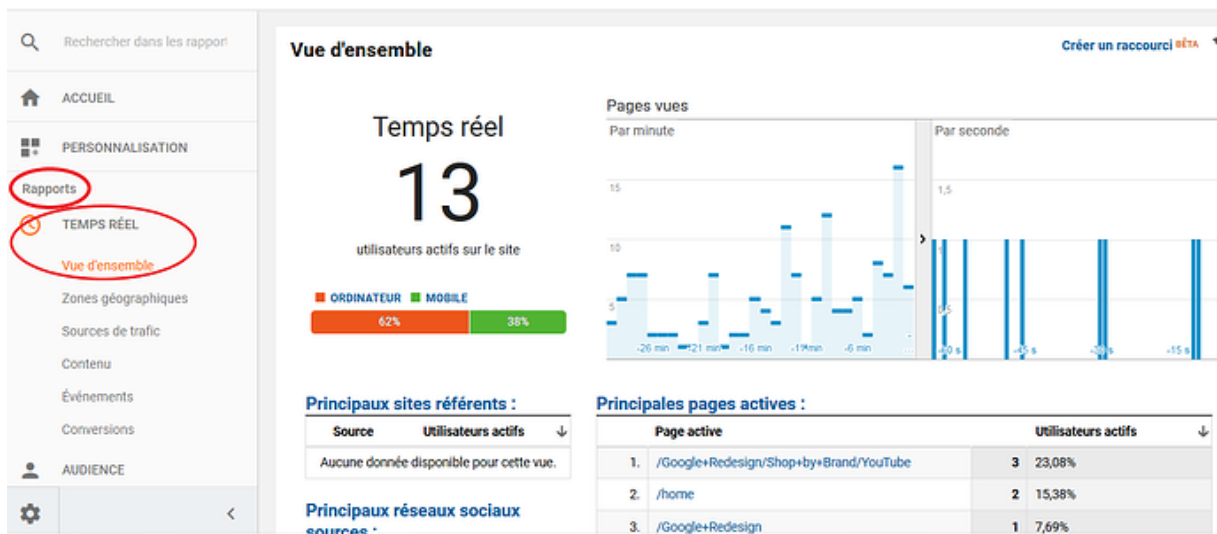 Rechercher dans les rapport
ACCUEIL
PERSONNALISATION
Rapports
TEMPS RÉEL
Vue d'ensemble
Zones géographiques
Sources de trafic
Contenu
Événements
Conversions
AUDIENCE
Vue d'ensemble
Créer un raccourci BÊTA
Temps réel
13
utilisateurs actifs sur le site
ORDINATEUR MOBILE
62% 38%
Pages vues
Par minute
15
10
5
-26 min -21 min -16 min -6 min
Par seconde
1,5
-60 s -45 s -15 s
Principaux sites référents :
Source Utilisateurs actifs
Aucune donnée disponible pour cette vue.
Principaux réseaux sociaux
sources :
Principales pages actives :
Page active Utilisateurs actifs
1. /Google+Redesign/Shop+by+Brand/YouTube 3 23,08%
2. /home 2 15,38%
3. /Google+Redesign 1 7,69%